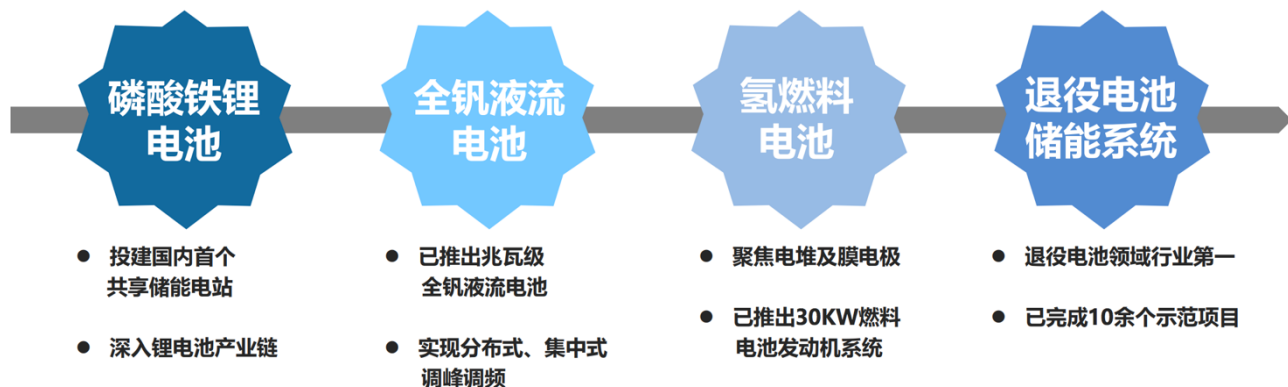 磷酸铁锂
电池
全钒液流
电池
氢燃料
电池
退役电池
储能系统
● 投建国内首个
共享储能电站
● 深入锂电池产业链
● 已推出兆瓦级
全钒液流电池
● 实现分布式、集中式
调峰调频
● 聚焦电堆及膜电极
● 已推出30KW燃料
电池发动机系统
● 退役电池领域行业第一
● 已完成10余个示范项目